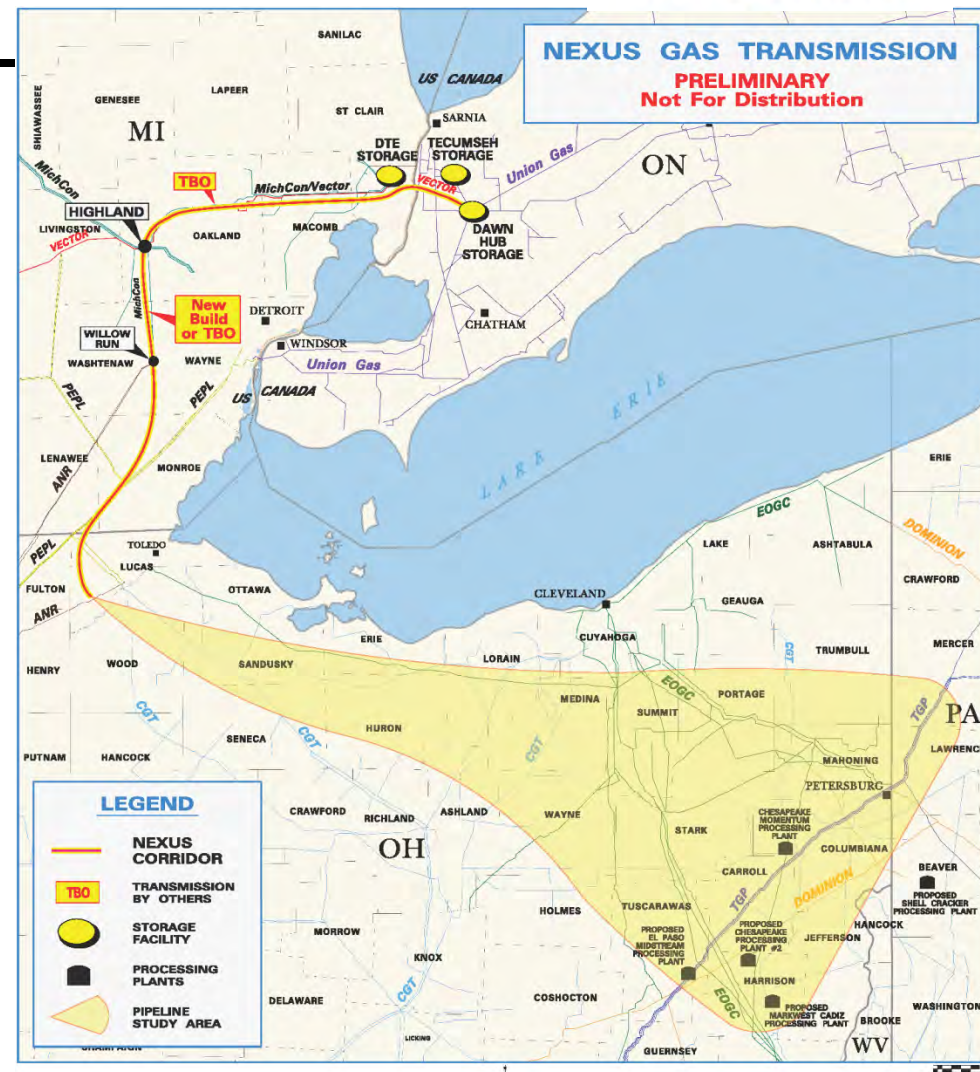 NEXUS GAS TRANSMISSION
PRELIMINARY
Not For Distribution
SANILAC
US CANADA
SHIAWASSEE
GENESEE
LAPEER
ST CLAIR
SARNIA
MI
DTE
STORAGE
TECUMSEH
STORAGE
Union Gas
ON
MichCon
TBO
MichCon/Vector
VECTOR
HIGHLAND
LIVINGSTON
VECTOR
OAKLAND
MACOMB
DAWN
HUB
STORAGE
MichCon
New
Build
or TBO
DETROIT
CHATHAM
WILLOW
RUN
WINDSOR
WASHTENAW
WAYNE
Union Gas
PEPL
PEPL
US CANADA
LAKE ERIE
LENAWEE
ANR
MONROE
ERIE
EOGC
DOMINION
PEPL
TOLEDO
LUCAS
LAKE
ASHTABULA
FULTON
OTTAWA
CLEVELAND
CRAWFORD
ANR
GEAUGA
ERIE
CUYAHOGA
HENRY
WOOD
SANDUSKY
LORAIN
CGT
TRUMBULL
MERCER
EOGC
MEDINA
PORTAGE
SUMMIT
TGP
PA
CGT
HURON
SENECA
CGT
CGT
PUTNAM
HANCOCK
MAHONING
LAWRENC
PETERSBURG
LEGEND
NEXUS
CORRIDOR
TBO
TRANSMISSION
BY OTHERS
STORAGE
FACILITY
PROCESSING
PLANTS
PIPELINE
STUDY AREA
CRAWFORD
RICHLAND
ASHLAND
WAYNE
OH
STARK
CHESAPEAKE
MOMENTUM
PROCESSING
PLANT
COLUMBIANA
CARROLL
BEAVER
PROPOSED
SHELL CRACKER
PROCESSING PLANT
TGP
DOMINION
HOLMES
TUSCARAWAS
HANCOCK
MORROW
PROPOSED
EL PASO
MIDSTREAM
PROCESSING
PLANT
PROPOSED
CHESAPEAKE
PROCESSING
PLANT #2
JEFFERSON
KNOX
HARRISON
CGT
DELAWARE
COSHOCTON
EOGC
PROPOSED
MARKWEST CADIZ
PROCESSING PLANT
WASHINGTON
BROOKE
LICKING
GUERNSEY
WV